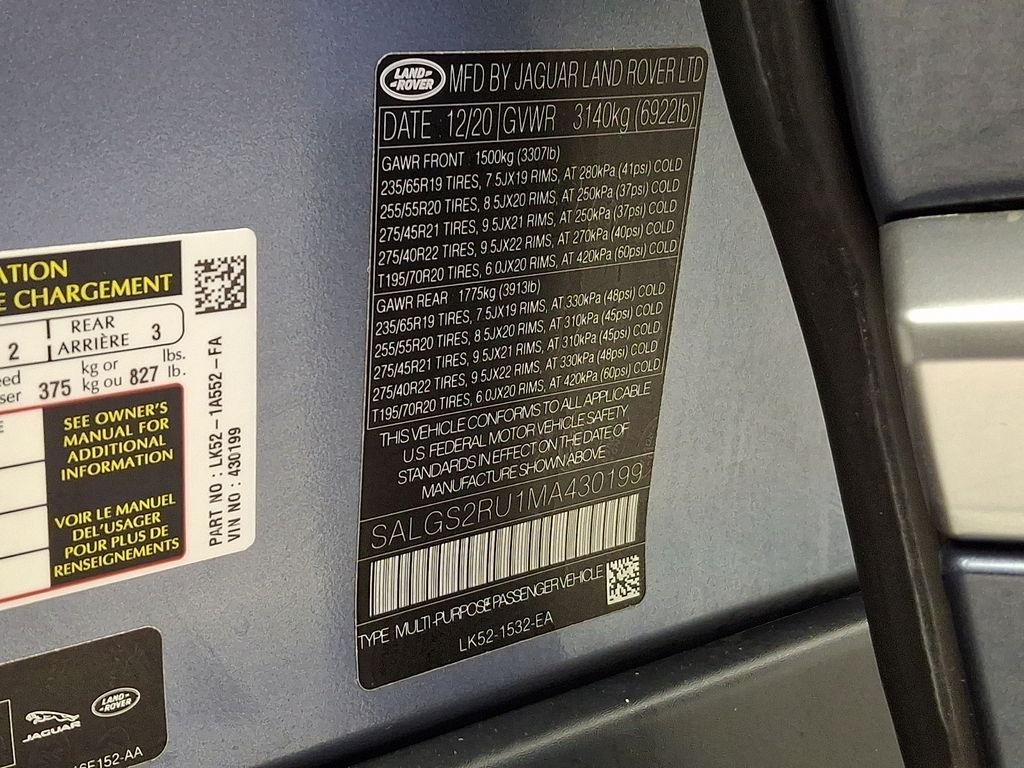 LAND-
-ROVER
MFD BY JAGUAR LAND ROVER LTD
DATE 12/20 GVWR 3140kg (6922lb)
GAWR FRONT 1500kg (3307lb)
235/65R19 TIRES, 7.5JX19 RIMS, AT 280kPa (41psi) COLD
255/55R20 TIRES, 8.5JX20 RIMS, AT 250kPa (37psi) COLD
275/45R21 TIRES, 9.5JX21 RIMS, AT 250kPa (37psi) COLD
275/40R22 TIRES, 9.5JX22 RIMS, AT 270kPa (40psi) COLD
T195/70R20 TIRES, 6.0JX20 RIMS, AT 420kPa (60psi) COLD
GAWR REAR 1775kg (3913lb)
235/65R19 TIRES, 7.5JX19 RIMS, AT 330kPa (48psi) COLD
255/55R20 TIRES, 8.5JX20 RIMS, AT 310kPa (45psi) COLD
275/45R21 TIRES, 9.5JX21 RIMS, AT 310kPa (45psi) COLD
275/40R22 TIRES, 9.5JX22 RIMS, AT 330kPa (48psi) COLD
T195/70R20 TIRES, 6.0JX20 RIMS, AT 420kPa (60psi) COLD
THIS VEHICLE CONFORMS TO ALL APPLICABLE
U.S. FEDERAL MOTOR VEHICLE SAFETY
STANDARDS IN EFFECT ON THE DATE OF
MANUFACTURE SHOWN ABOVE
SALGS2RU1MA430199
TYPE MULTI-PURPOSE PASSENGER VEHICLE
LK52-1532-EA
ATION
E CHARGEMENT
2 REAR 3
ARRIÈRE
375 kg or 827 lbs.
kg ou lb.
SEE OWNER'S
MANUAL FOR
ADDITIONAL
INFORMATION
VOIR LE MANUEL
DEL'USAGER
POUR PLUS DE
RENSEIGNEMENTS
PART NO : LK52-1A552-FA
VIN NO : 430199
JAGUAR
LAND-
-ROVER
6E152-AA